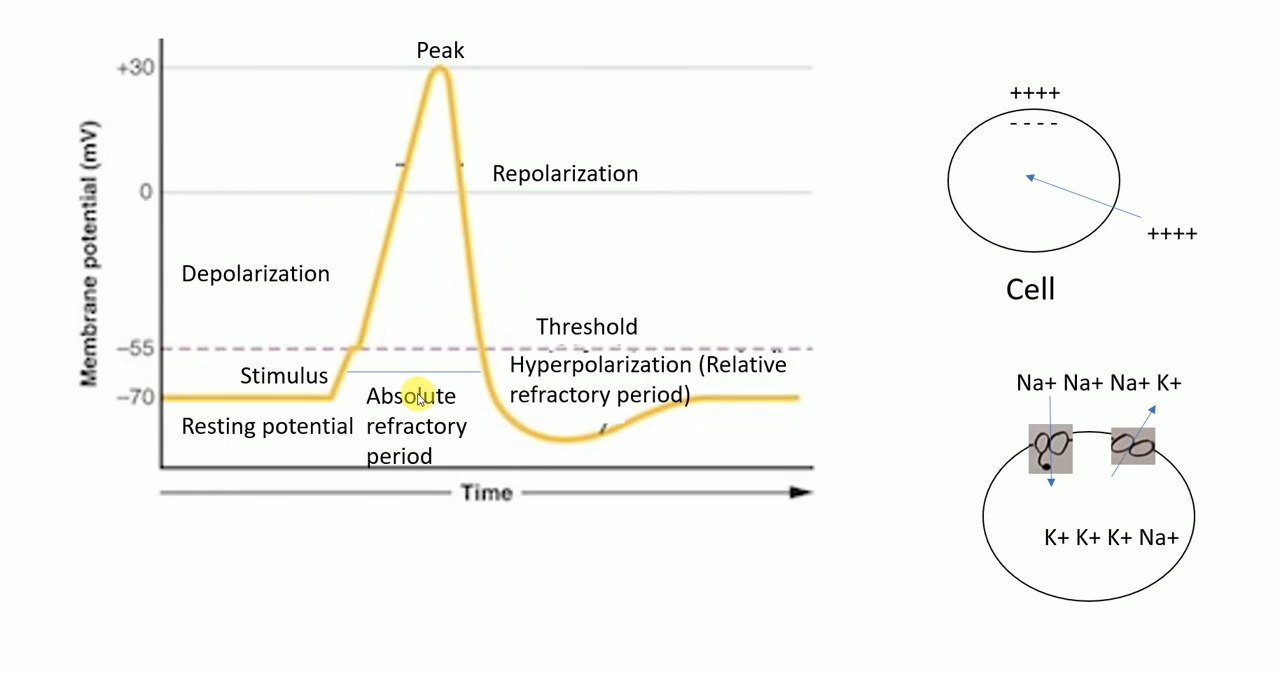 Peak
+30
Membrane potential (mV)
Repolarization
0
Depolarization
Threshold
–55
Hyperpolarization (Relative
refractory period)
Stimulus
–70
Absolute
refractory
period
Resting potential
Time
++++
- - - -
++++
Cell
Na+ Na+ Na+ K+
K+ K+ K+ Na+